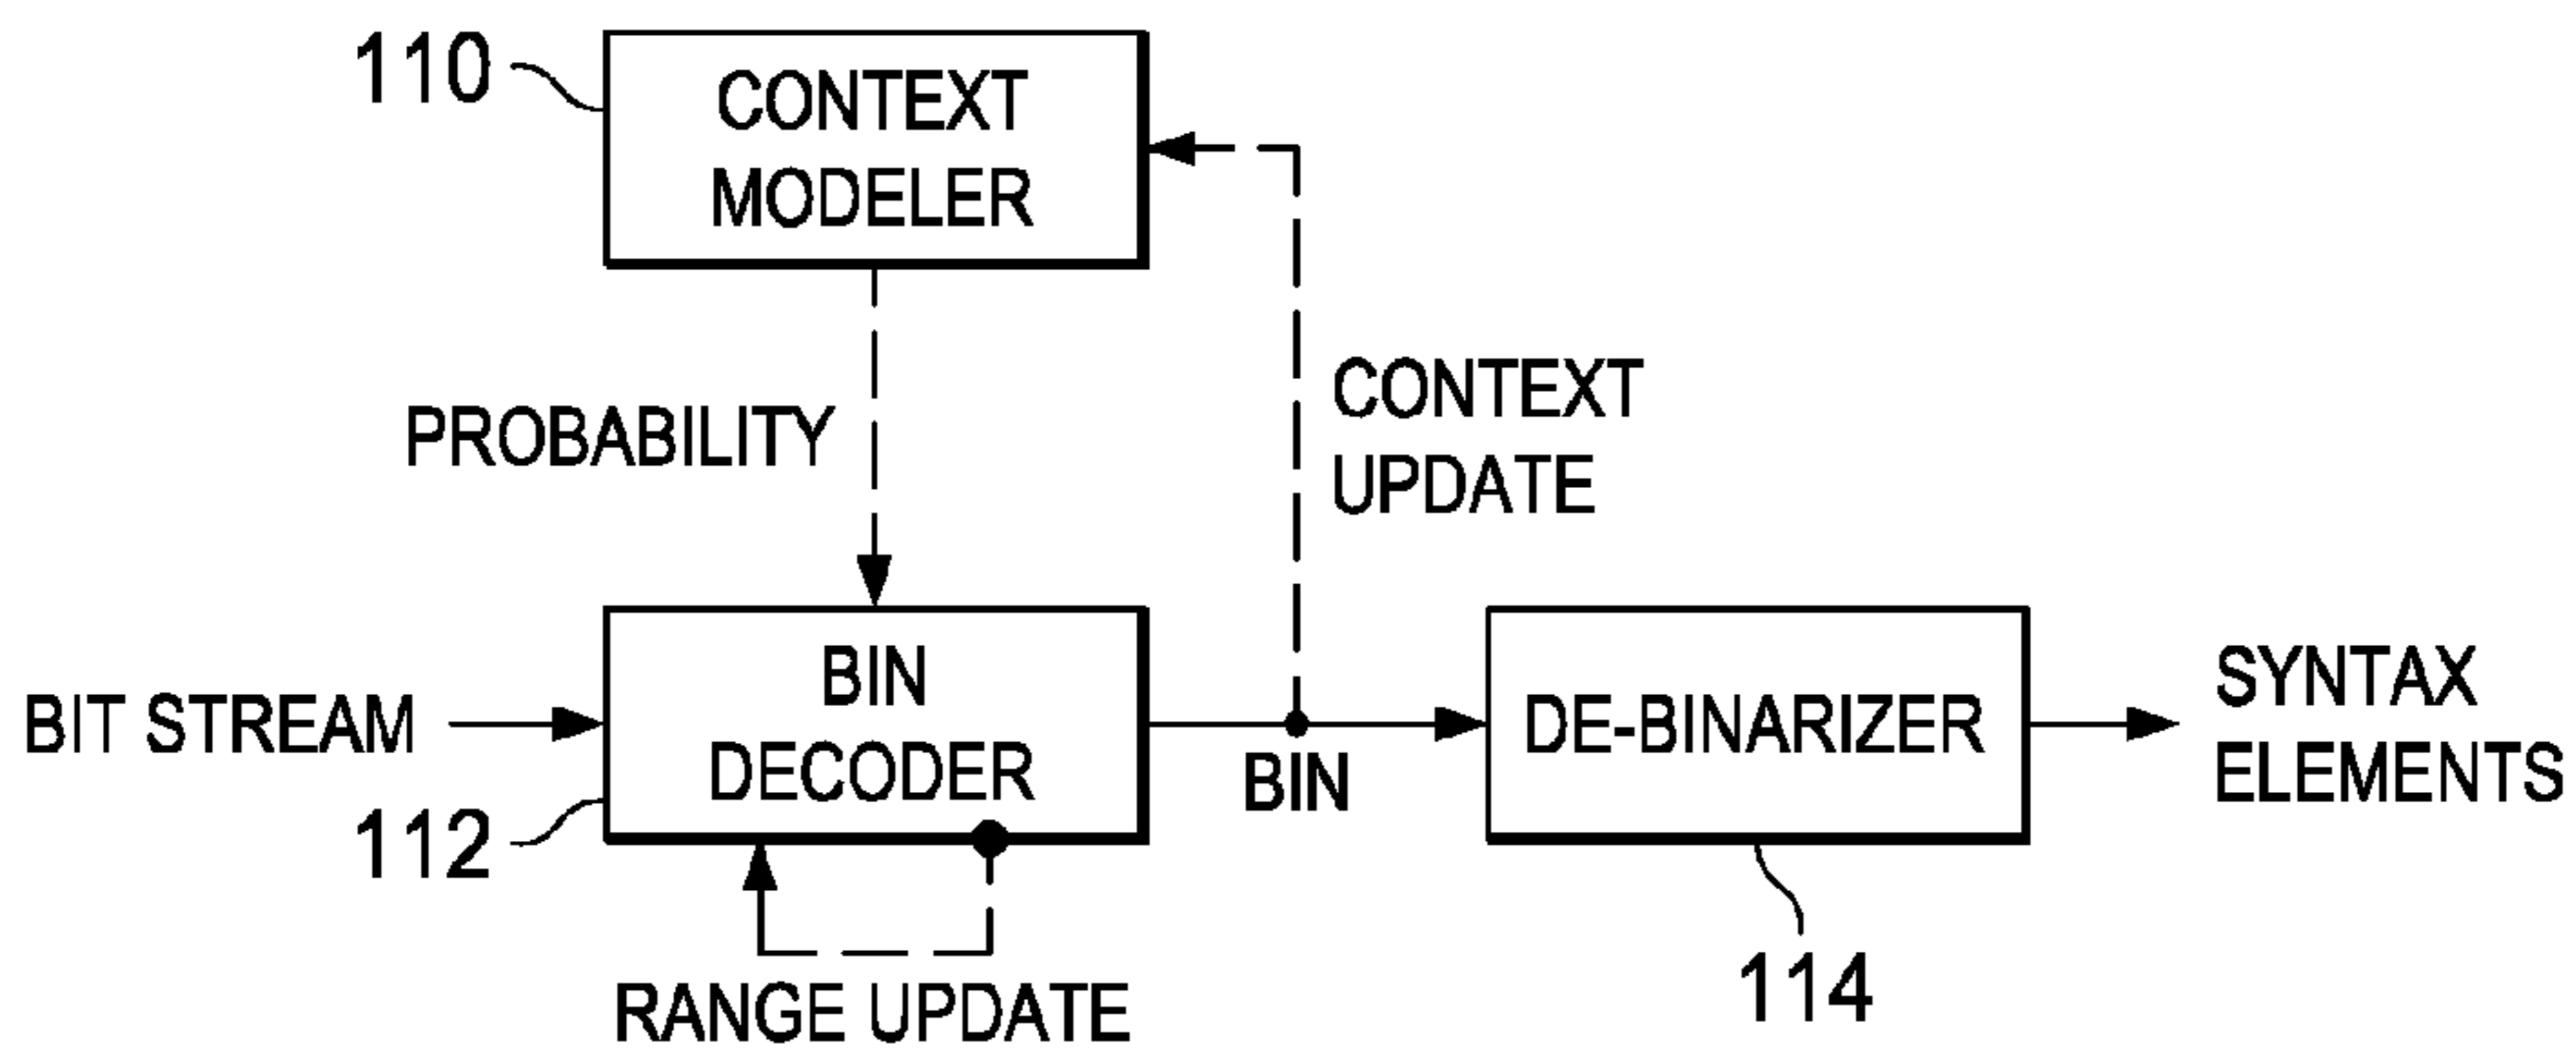 110
CONTEXT
MODELER
PROBABILITY
CONTEXT
UPDATE
BIT STREAM
112
BIN
DECODER
RANGE UPDATE
BIN
DE-BINARIZER
114
SYNTAX
ELEMENTS